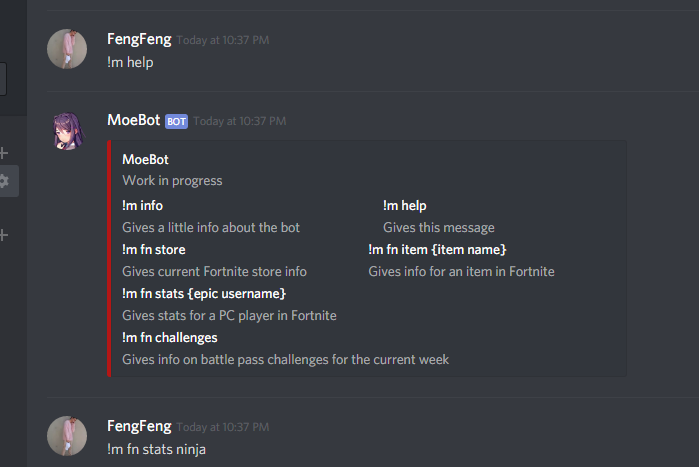 FengFeng Today at 10:37 PM
!m help
MoeBot BOT Today at 10:37 PM
MoeBot
Work in progress
!m info !m help
Gives a little info about the bot Gives this message
!m fn store !m fn item {item name}
Gives current Fortnite store info Gives info for an item in Fortnite
!m fn stats {epic username}
Gives stats for a PC player in Fortnite
!m fn challenges
Gives info on battle pass challenges for the current week
FengFeng Today at 10:37 PM
!m fn stats ninja